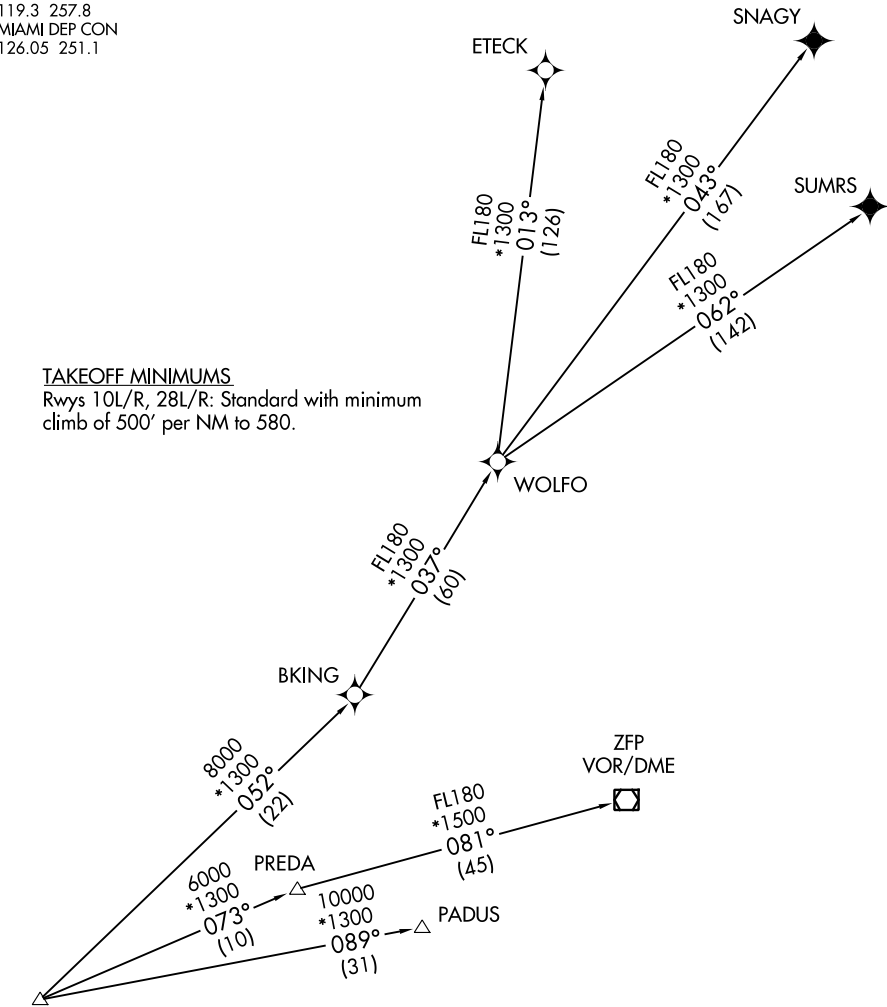 119.3 257.8
MIAMI DEP CON
126.05 251.1
SNAGY
ETECK
FL180
*1300
043°
(167)
SUMRS
FL180
*1300
013°
(126)
FL180
*1300
062°
(142)
TAKEOFF MINIMUMS
Rwys 10L/R, 28L/R: Standard with minimum
climb of 500' per NM to 580.
WOLFO
FL180
*1300
037°
(60)
BKING
8000
*1300
052°
(22)
ZFP
VOR/DME
FL180
*1500
081°
(45)
PREDA
6000
*1300
073°
(10)
10000
*1300
089°
(31)
PADUS